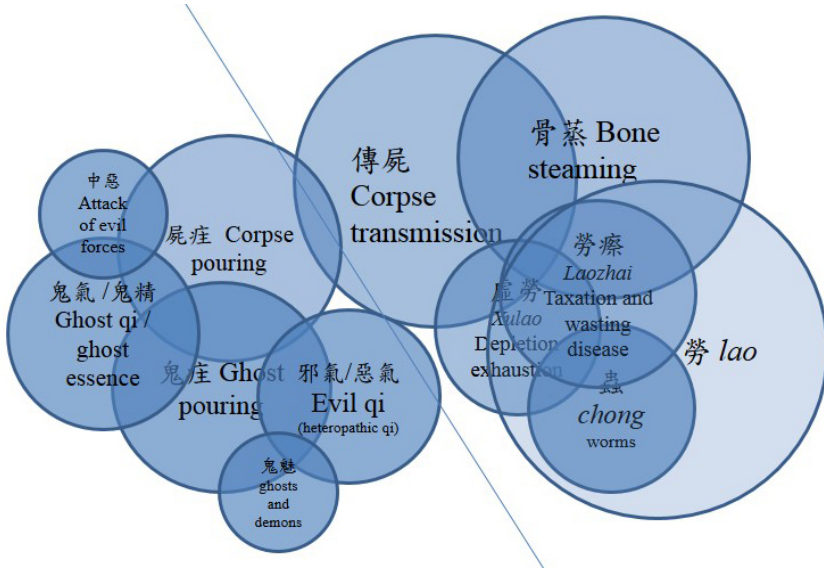 中惡
Attack
of evil
forces
屍疰 Corpse
pouring
鬼氣 /鬼精
Ghost qi /
ghost
essence
鬼疰 Ghost
pouring
邪氣/惡氣
Evil qi
(heteropathic qi)
鬼魅
ghosts
and
demons
傳屍
Corpse
transmission
骨蒸 Bone
steaming
虛勞
Xulao
Depletion
exhaustion
勞瘵
Laozhai
Taxation and
wasting
disease
勞 lao
蟲
chong
worms